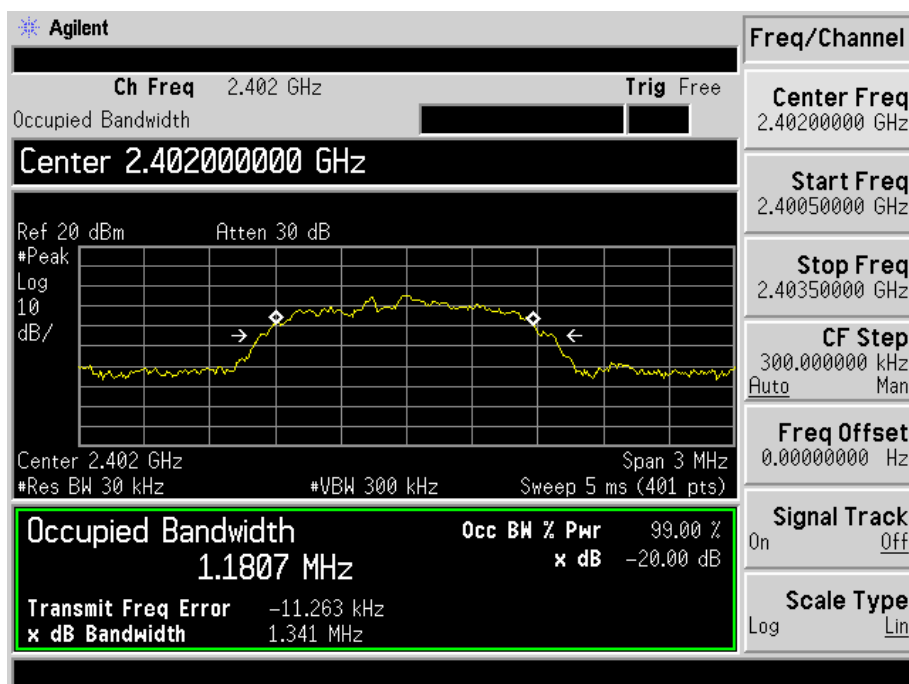 Agilent
Ch Freq 2.402 GHz Trig Free
Occupied Bandwidth
Center 2.402000000 GHz
Ref 20 dBm Atten 30 dB
#Peak
Log
10
dB/
Center 2.402 GHz Span 3 MHz
#Res BW 30 kHz #VBW 300 kHz Sweep 5 ms (401 pts)
Occupied Bandwidth Occ BW % Pwr 99.00 %
1.1807 MHz x dB -20.00 dB
Transmit Freq Error -11.263 kHz
x dB Bandwidth 1.341 MHz
Freq/Channel
Center Freq
2.40200000 GHz
Start Freq
2.40050000 GHz
Stop Freq
2.40350000 GHz
CF Step
300.000000 kHz
Auto Man
Freq Offset
0.00000000 Hz
Signal Track
On Off
Scale Type
Log Lin